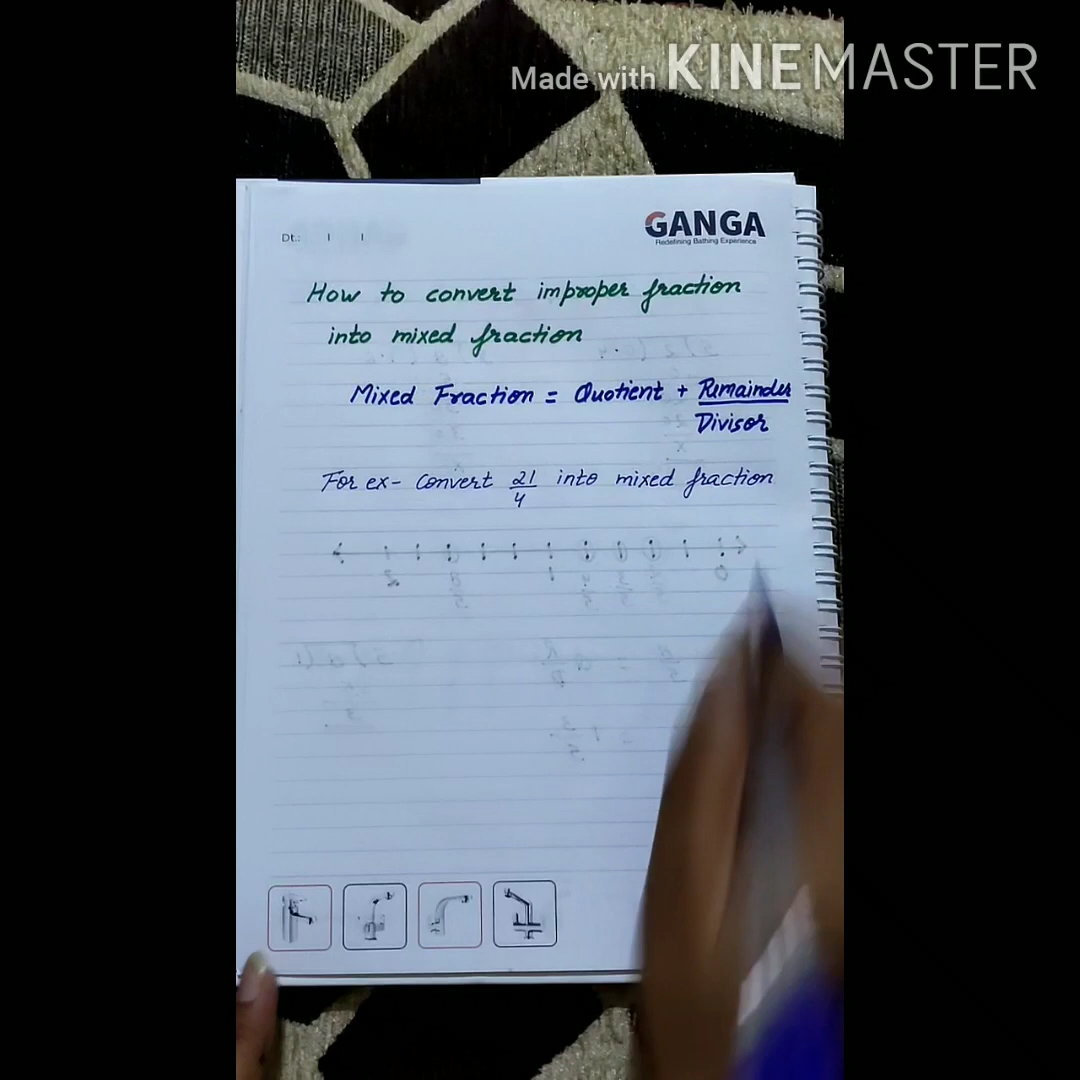 Made with KINEMASTER
GANGA
Redefining Bathing Experience
Dt.: / /
How to convert improper fraction
into mixed fraction
Mixed Fraction = Quotient + Remainder
Divisor
For ex- Convert 21/4 into mixed fraction